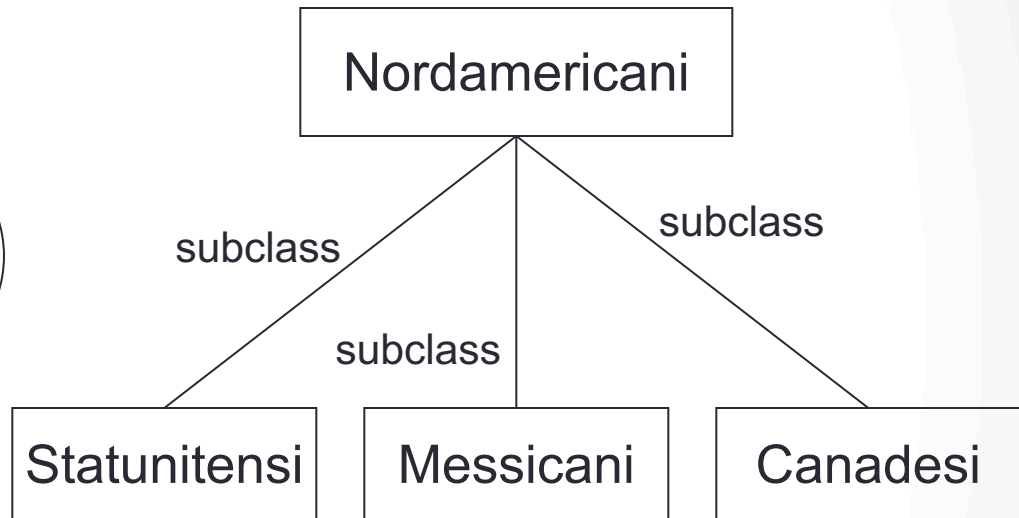 Nordamericani
subclass
subclass
subclass
Statunitensi
Messicani
Canadesi